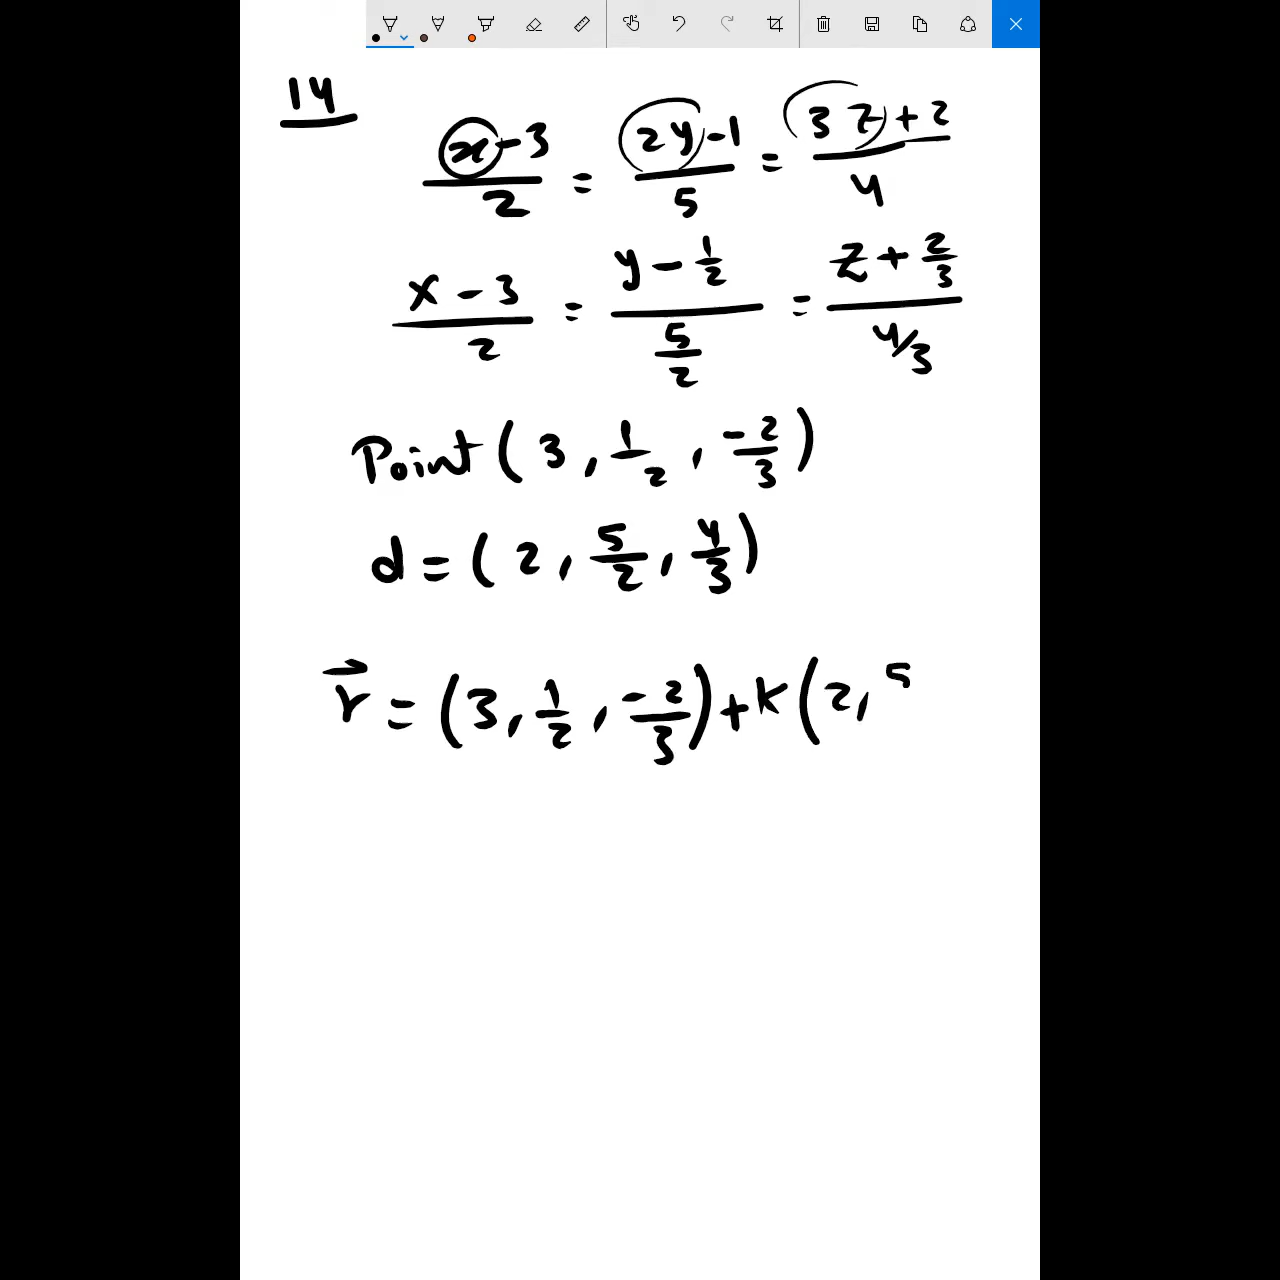 14
x-3/2 = 2y-1/5 = 3z+2/4
x-3/2 = y-1/2/5/2 = z+2/3/4/3
Point (3, 1/2, -2/3)
d = (2, 5/2, 4/3)
r⃗ = (3, 1/2, -2/3) + K(2, 5